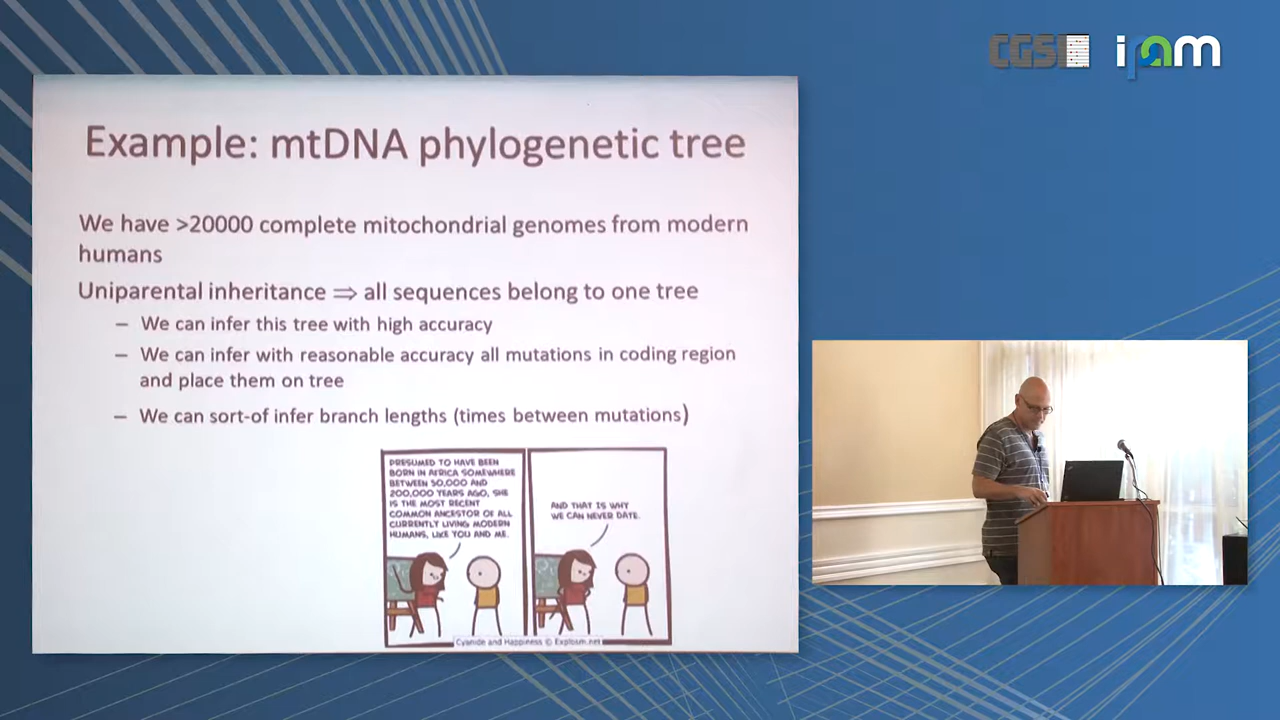 CGSI
ipam
Example: mtDNA phylogenetic tree
We have >20000 complete mitochondrial genomes from modern
humans
Uniparental inheritance ⇒ all sequences belong to one tree
– We can infer this tree with high accuracy
– We can infer with reasonable accuracy all mutations in coding region
and place them on tree
– We can sort-of infer branch lengths (times between mutations)
PRESUMED TO HAVE BEEN
BORN IN AFRICA SOMEWHERE
BETWEEN 50,000 AND
200,000 YEARS AGO, SHE
IS THE MOST RECENT
COMMON ANCESTOR OF ALL
CURRENTLY LIVING MODERN
HUMANS, LIKE YOU AND ME.
AND THAT IS WHY
WE CAN NEVER DATE.
Cyanide and Happiness © Explosm.net